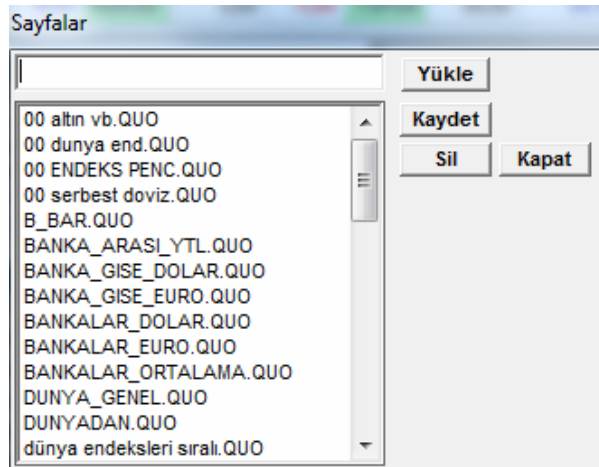 Sayfalar
Yükle
00 altın vb.QUO
Kaydet
00 dunya end.QUO
Sil Kapat
00 ENDEKS PENC.QUO
00 serbest doviz.QUO
B_BAR.QUO
BANKA_ARASI_YTL.QUO
BANKA_GISE_DOLAR.QUO
BANKA_GISE_EURO.QUO
BANKALAR_DOLAR.QUO
BANKALAR_EURO.QUO
BANKALAR_ORTALAMA.QUO
DUNYA_GENEL.QUO
DUNYADAN.QUO
dünya endeksleri sıralı.QUO